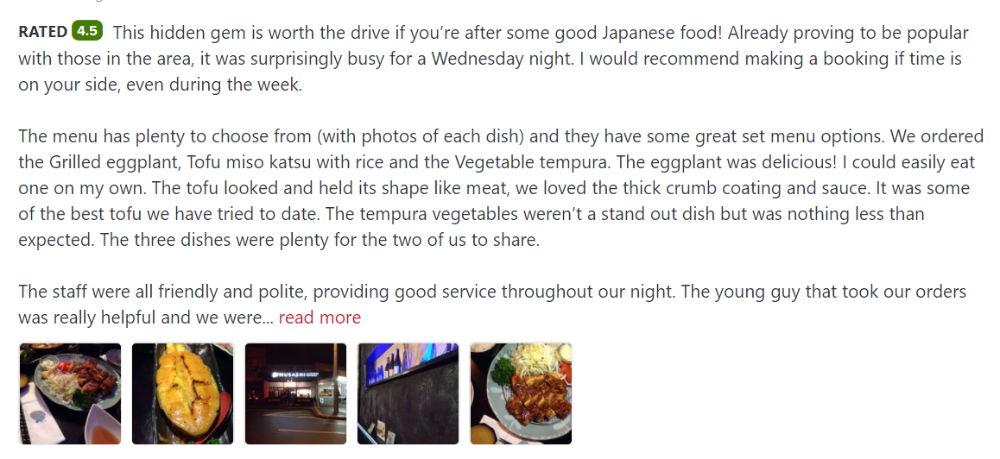 RATED 4.5 This hidden gem is worth the drive if you’re after some good Japanese food! Already proving to be popular
with those in the area, it was surprisingly busy for a Wednesday night. I would recommend making a booking if time is
on your side, even during the week.
The menu has plenty to choose from (with photos of each dish) and they have some great set menu options. We ordered
the Grilled eggplant, Tofu miso katsu with rice and the Vegetable tempura. The eggplant was delicious! I could easily eat
one on my own. The tofu looked and held its shape like meat, we loved the thick crumb coating and sauce. It was some
of the best tofu we have tried to date. The tempura vegetables weren’t a stand out dish but was nothing less than
expected. The three dishes were plenty for the two of us to share.
The staff were all friendly and polite, providing good service throughout our night. The young guy that took our orders
was really helpful and we were... read more
MUSASHI